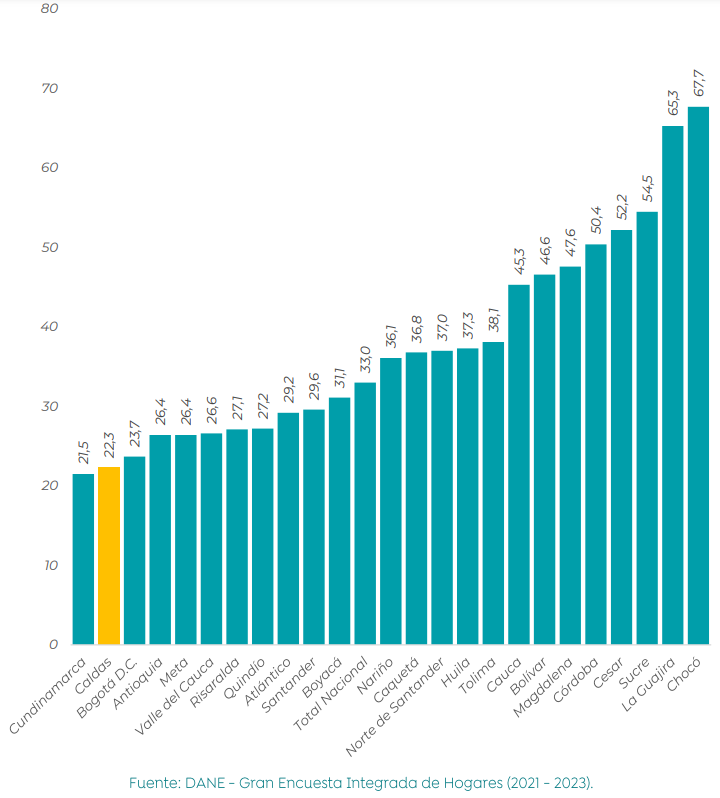 80
70
60
50
40
30
20
10
0
21,5
22,3
23,7
26,4
26,4
26,6
27,1
27,2
29,2
29,6
31,1
33,0
36,1
36,8
37,0
37,3
38,1
45,3
46,6
47,6
50,4
52,2
54,5
65,3
67,7
Cundinamarca
Caldas
Bogotá D.C.
Antioquia
Meta
Valle del Cauca
Risaralda
Quindío
Atlántico
Santander
Boyacá
Total Nacional
Nariño
Caquetá
Norte de Santander
Huila
Tolima
Cauca
Bolívar
Magdalena
Córdoba
Cesar
Sucre
La Guajira
Chocó
Fuente: DANE - Gran Encuesta Integrada de Hogares (2021 - 2023).